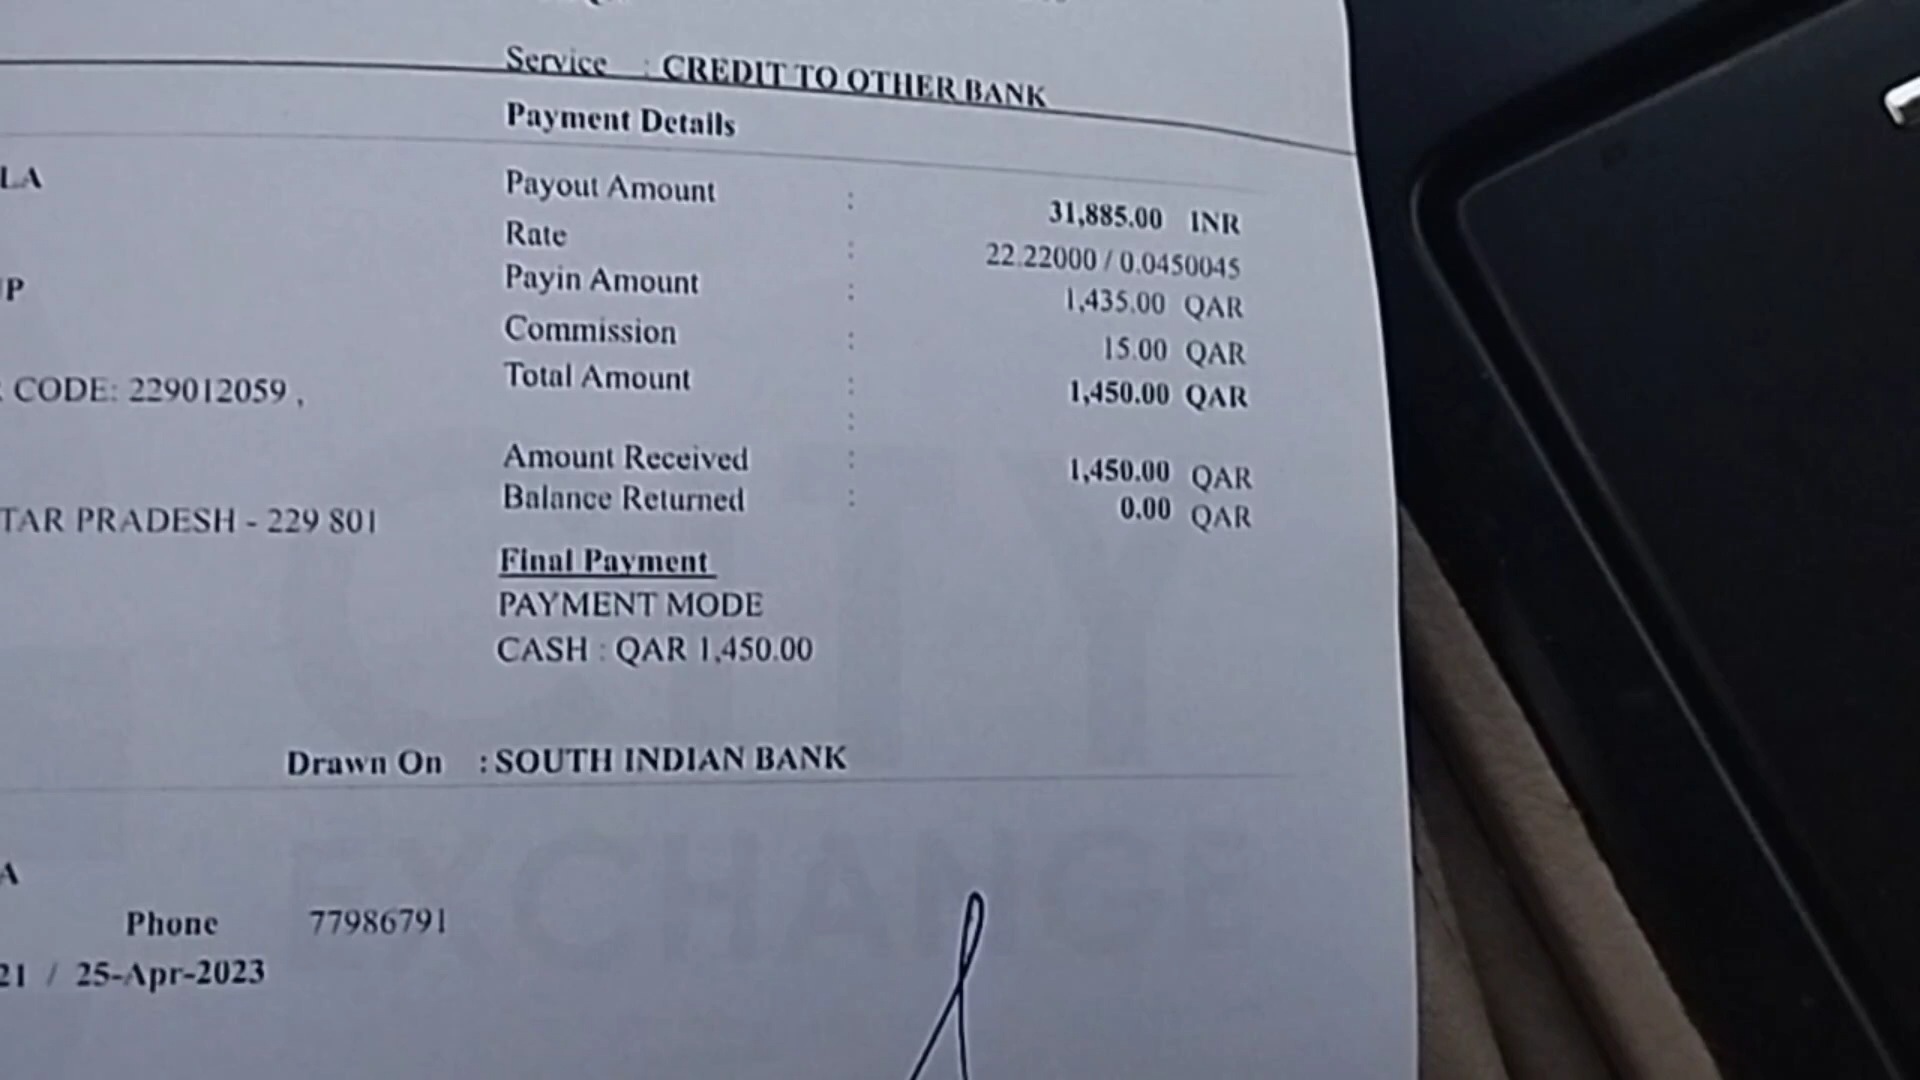 Service : CREDIT TO OTHER BANK
Payment Details
LA
Payout Amount : 31,885.00 INR
Rate : 22.22000 / 0.0450045
P
Payin Amount : 1,435.00 QAR
Commission : 15.00 QAR
CODE: 229012059 ,
Total Amount : 1,450.00 QAR
:
Amount Received : 1,450.00 QAR
Balance Returned : 0.00 QAR
TAR PRADESH - 229 801
Final Payment
PAYMENT MODE
CASH : QAR 1,450.00
Drawn On : SOUTH INDIAN BANK
CITY
EXCHANGE
A
Phone 77986791
21 / 25-Apr-2023